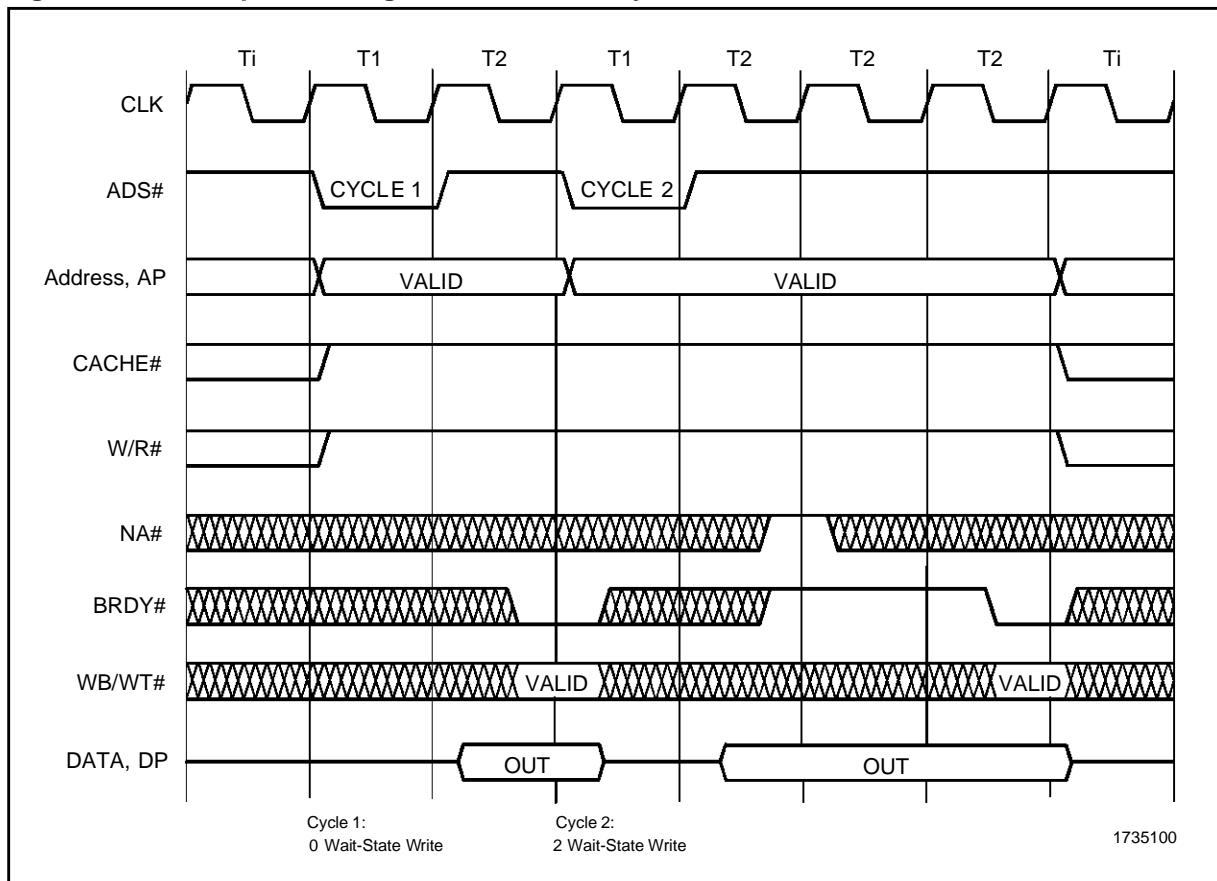 Ti T1 T2 T1 T2 T2 T2 Ti
CLK
ADS#
CYCLE 1
CYCLE 2
Address, AP
VALID
VALID
CACHE#
W/R#
NA#
BRDY#
WB/WT#
VALID
VALID
DATA, DP
OUT
OUT
Cycle 1:
0 Wait-State Write
Cycle 2:
2 Wait-State Write
1735100